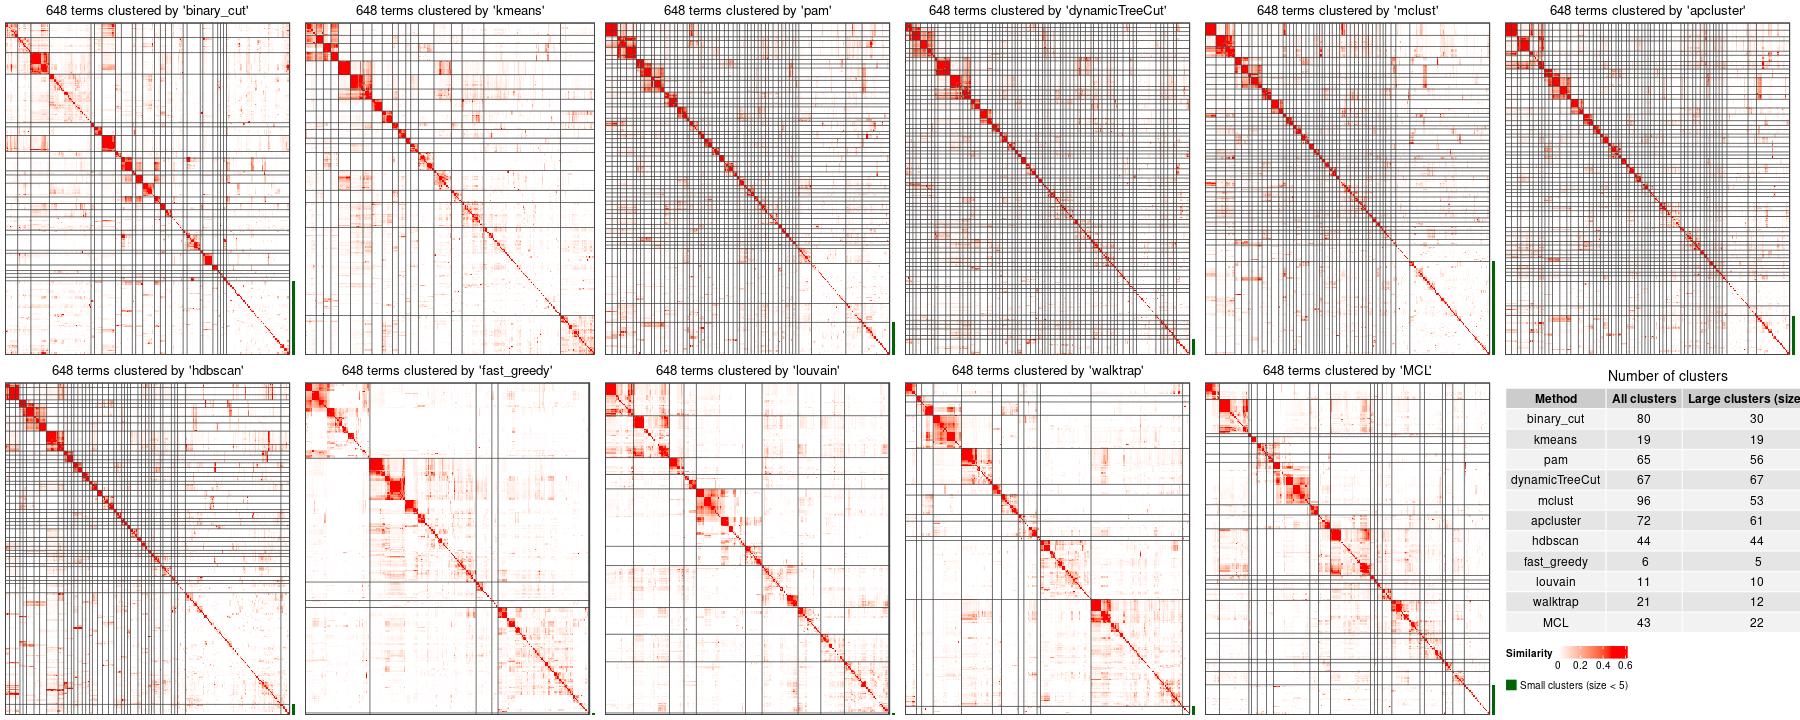 648 terms clustered by 'binary_cut'
648 terms clustered by 'kmeans'
648 terms clustered by 'pam'
648 terms clustered by 'dynamicTreeCut'
648 terms clustered by 'mclust'
648 terms clustered by 'apcluster'
648 terms clustered by 'hdbscan'
648 terms clustered by 'fast_greedy'
648 terms clustered by 'louvain'
648 terms clustered by 'walktrap'
648 terms clustered by 'MCL'
Number of clusters
Method All clusters Large clusters (size
binary_cut 80 30
kmeans 19 19
pam 65 56
dynamicTreeCut 67 67
mclust 96 53
apcluster 72 61
hdbscan 44 44
fast_greedy 6 5
louvain 11 10
walktrap 21 12
MCL 43 22
Similarity
0 0.2 0.4 0.6
Small clusters (size < 5)